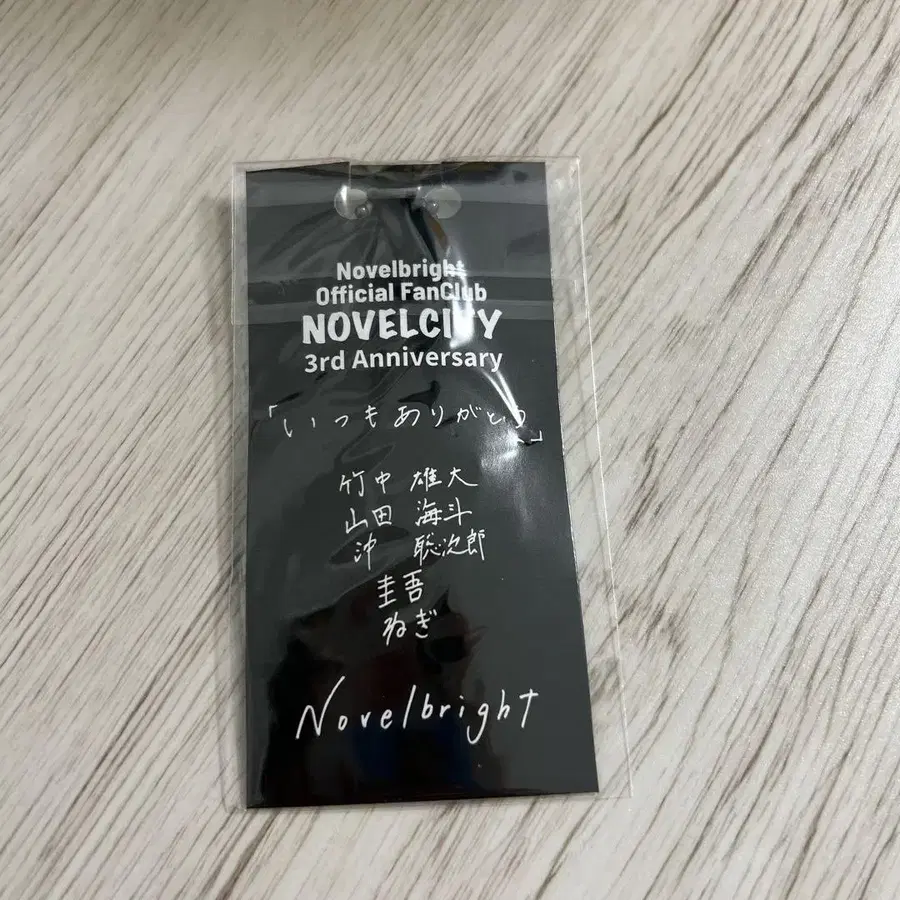 Novelbright
Official FanClub
NOVELCITY
3rd Anniversary
「いつもありがとう」
竹中 雄大
山田 海斗
沖 聡次郎
圭吾
ねぎ
Novelbright